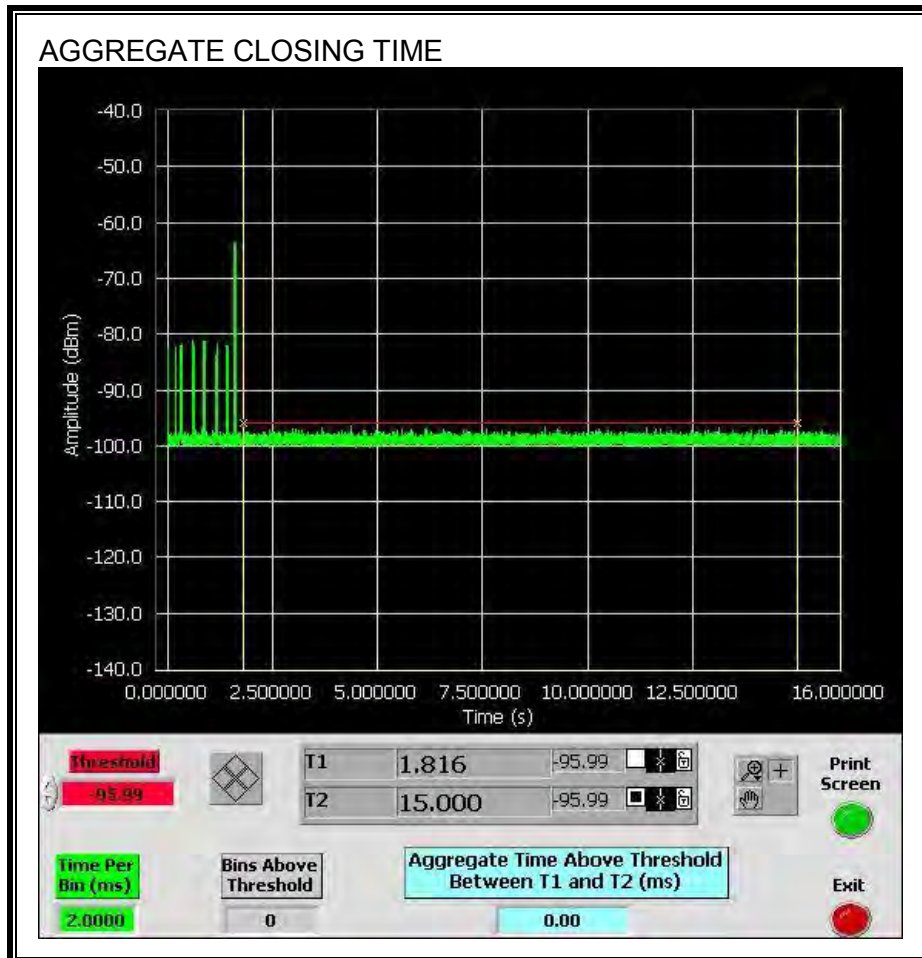 AGGREGATE CLOSING TIME
-40.0
-50.0
-60.0
-70.0
-80.0
-90.0
-100.0
-110.0
-120.0
-130.0
-140.0
Amplitude (dBm)
0.000000 2.500000 5.000000 7.500000 10.000000 12.500000 16.000000
Time (s)
Threshold
-95.99
T1 1.816 -95.99
T2 15.000 -95.99
Print
Screen
Time Per
Bin (ms)
2.0000
Bins Above
Threshold
0
Aggregate Time Above Threshold
Between T1 and T2 (ms)
0.00
Exit